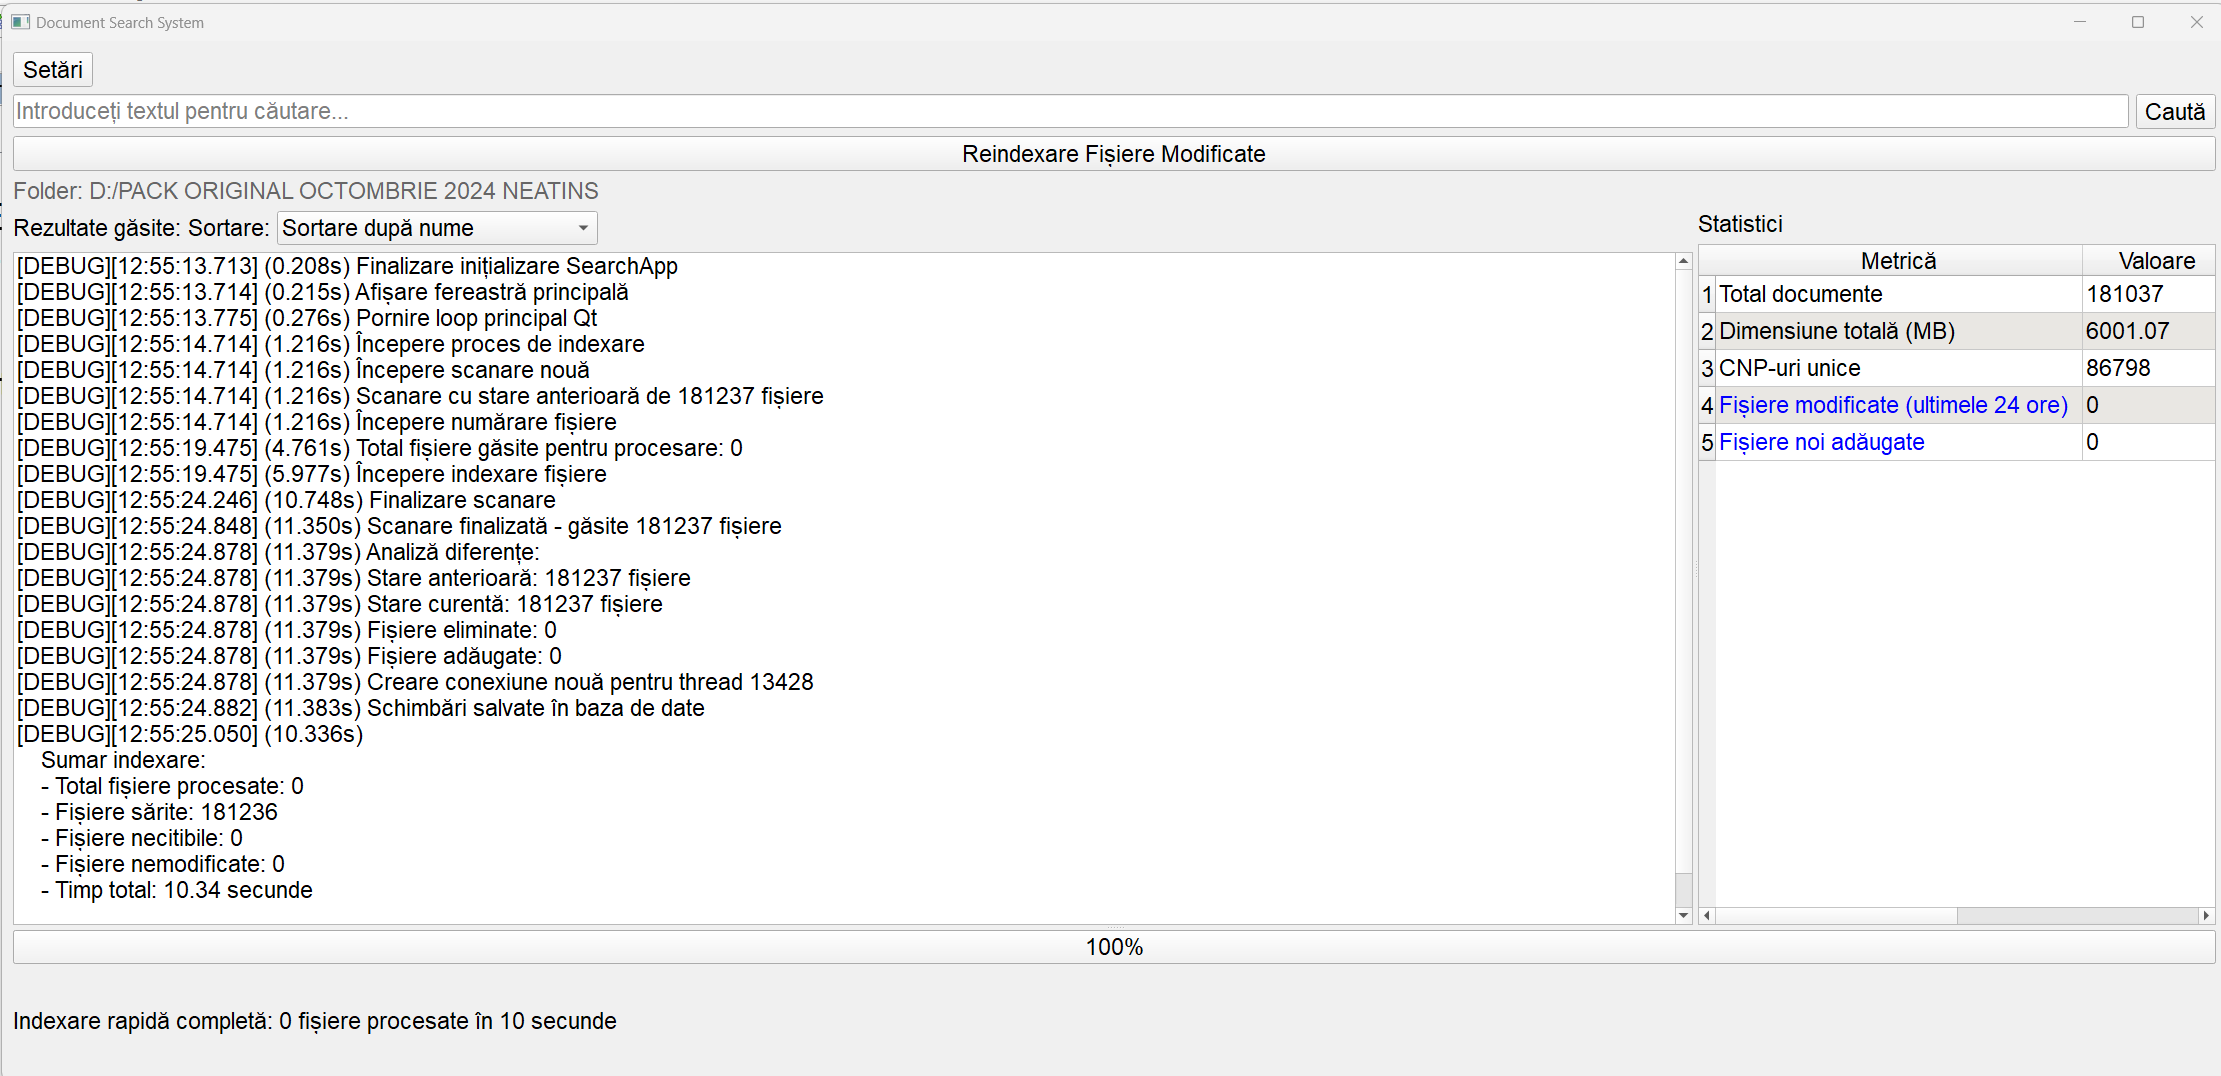 Document Search System
Setări
Introduceți textul pentru căutare...
Caută
Reindexare Fișiere Modificate
Folder: D:/PACK ORIGINAL OCTOMBRIE 2024 NEATINS
Rezultate găsite: Sortare: Sortare după nume
[DEBUG][12:55:13.713] (0.208s) Finalizare inițializare SearchApp
[DEBUG][12:55:13.714] (0.215s) Afișare fereastră principală
[DEBUG][12:55:13.775] (0.276s) Pornire loop principal Qt
[DEBUG][12:55:14.714] (1.216s) Începere proces de indexare
[DEBUG][12:55:14.714] (1.216s) Începere scanare nouă
[DEBUG][12:55:14.714] (1.216s) Scanare cu stare anterioară de 181237 fișiere
[DEBUG][12:55:14.714] (1.216s) Începere numărare fișiere
[DEBUG][12:55:19.475] (4.761s) Total fișiere găsite pentru procesare: 0
[DEBUG][12:55:19.475] (5.977s) Începere indexare fișiere
[DEBUG][12:55:24.246] (10.748s) Finalizare scanare
[DEBUG][12:55:24.848] (11.350s) Scanare finalizată - găsite 181237 fișiere
[DEBUG][12:55:24.878] (11.379s) Analiză diferențe:
[DEBUG][12:55:24.878] (11.379s) Stare anterioară: 181237 fișiere
[DEBUG][12:55:24.878] (11.379s) Stare curentă: 181237 fișiere
[DEBUG][12:55:24.878] (11.379s) Fișiere eliminate: 0
[DEBUG][12:55:24.878] (11.379s) Fișiere adăugate: 0
[DEBUG][12:55:24.878] (11.379s) Creare conexiune nouă pentru thread 13428
[DEBUG][12:55:24.882] (11.383s) Schimbări salvate în baza de date
[DEBUG][12:55:25.050] (10.336s)
Sumar indexare:
- Total fișiere procesate: 0
- Fișiere sărite: 181236
- Fișiere necitibile: 0
- Fișiere nemodificate: 0
- Timp total: 10.34 secunde
Statistici
Metrică Valoare
1 Total documente 181037
2 Dimensiune totală (MB) 6001.07
3 CNP-uri unice 86798
4 Fișiere modificate (ultimele 24 ore) 0
5 Fișiere noi adăugate 0
100%
Indexare rapidă completă: 0 fișiere procesate în 10 secunde